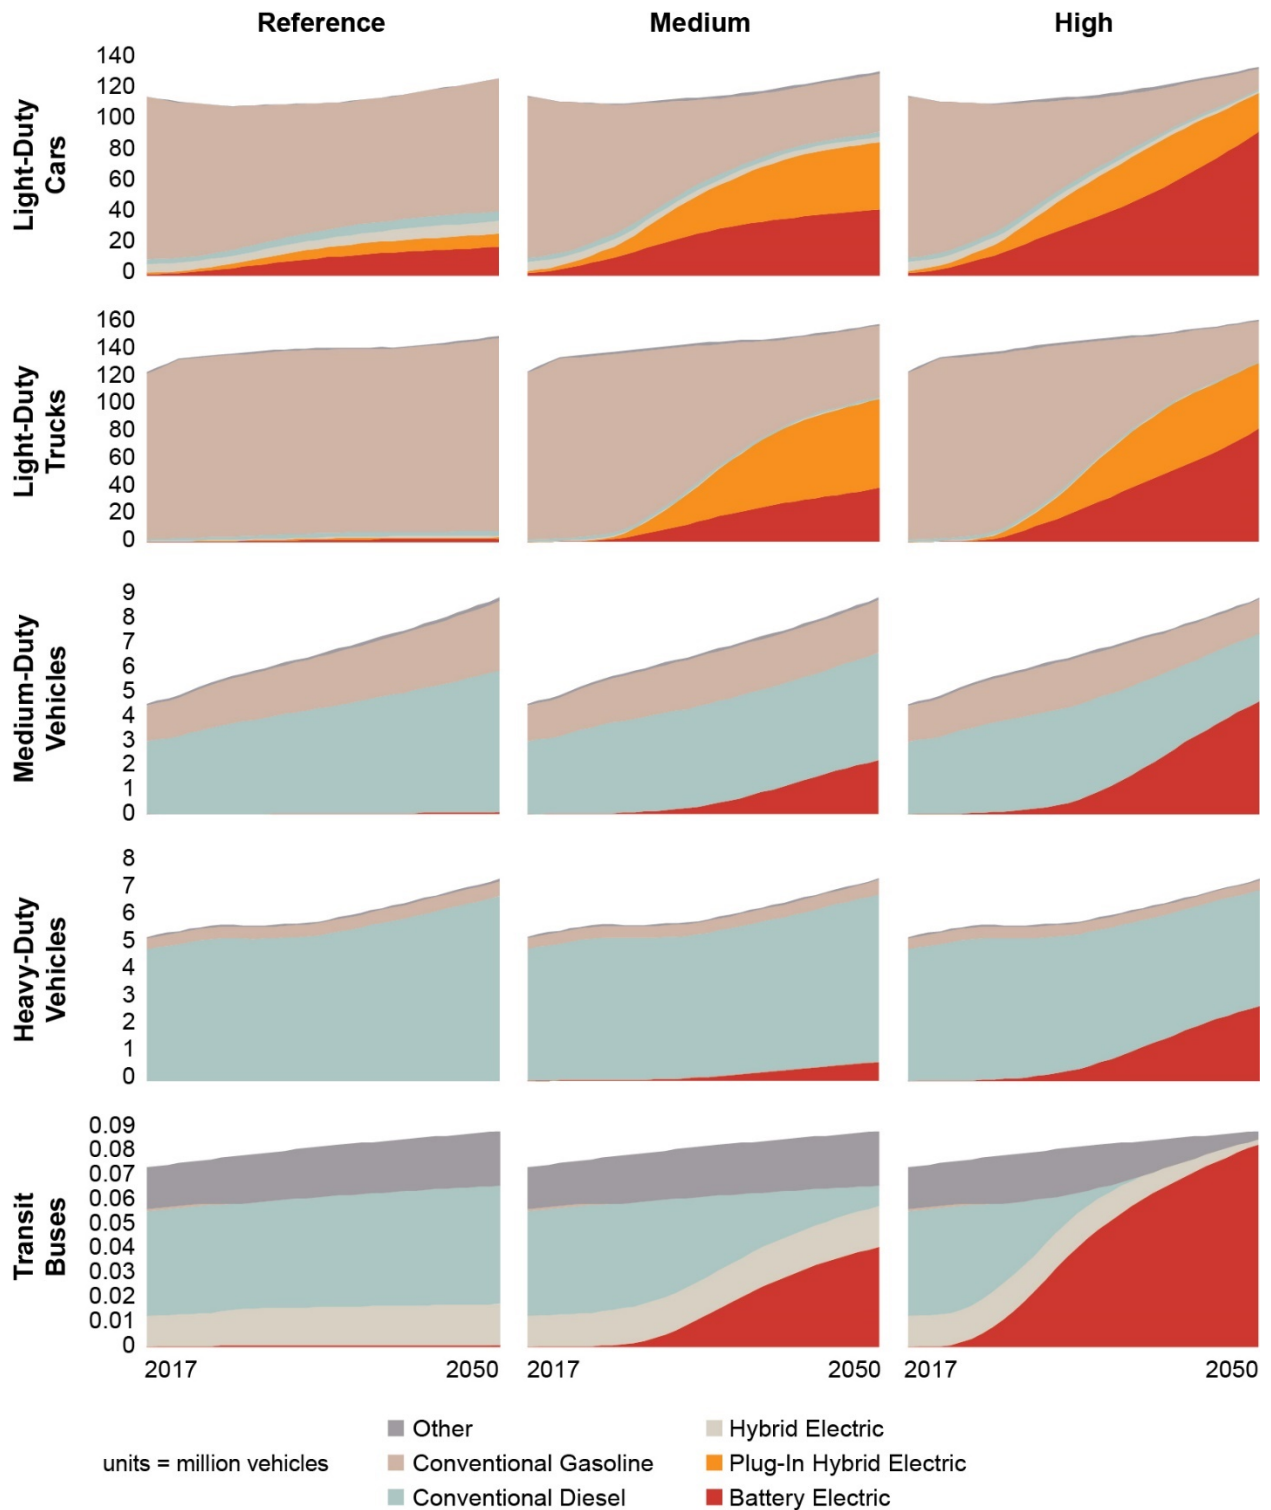 Reference Medium High
Light-Duty
Cars
140
120
100
80
60
40
20
0
Light-Duty
Trucks
160
140
120
100
80
60
40
20
0
Medium-Duty
Vehicles
9
8
7
6
5
4
3
2
1
0
Heavy-Duty
Vehicles
8
7
6
5
4
3
2
1
0
Transit
Buses
0.09
0.08
0.07
0.06
0.05
0.04
0.03
0.02
0.01
0
2017 2050 2017 2050 2017 2050
units = million vehicles
Other
Conventional Gasoline
Conventional Diesel
Hybrid Electric
Plug-In Hybrid Electric
Battery Electric